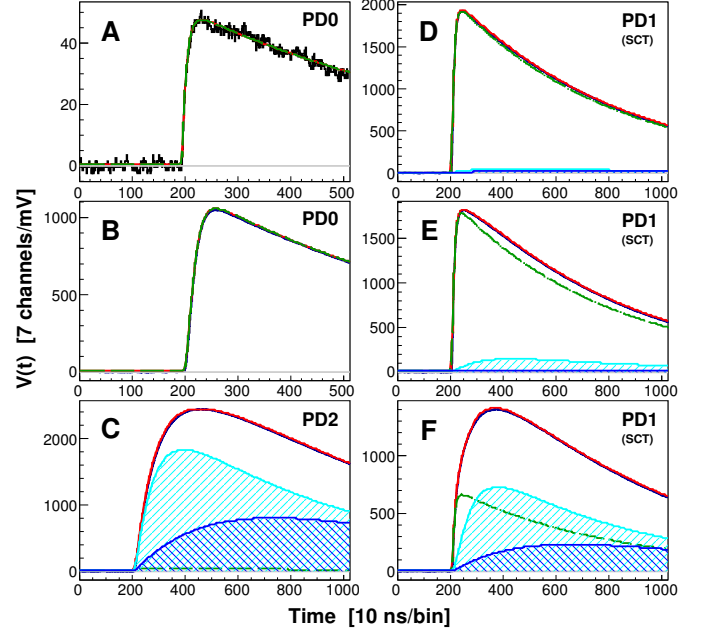 A PD0
40
20
0
0 100 200 300 400 500
B PD0
1000
500
0
0 200 400 600 800 1000
C PD2
2000
1000
0
0 200 400 600 800 1000
D PD1
(SCT)
2000
1500
1000
500
0
0 200 400 600 800 1000
E PD1
(SCT)
1500
1000
500
0
0 200 400 600 800 1000
F PD1
(SCT)
1000
500
0
0 200 400 600 800 1000
V(t) [7 channels/mV]
Time [10 ns/bin]